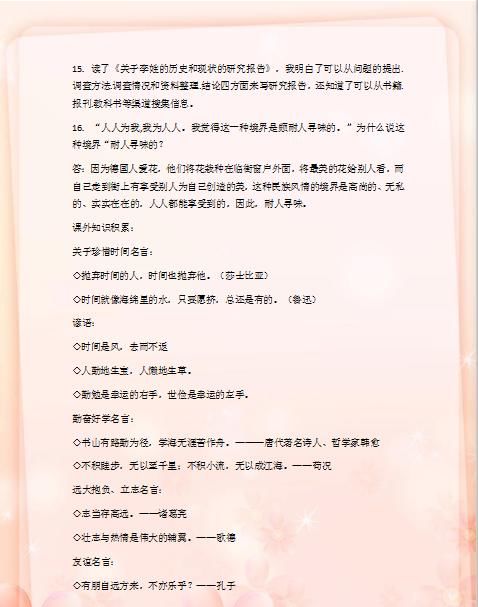 15. 读了《关于李姓的历史和现状的研究报告》，我明白了可以从问题的提出.
调查方法.调查情况和资料整理.结论四方面来写研究报告，还知道了可以从书籍.
报刊.教科书等渠道搜集信息。
16. “人人为我,我为人人。我觉得这一种境界是颇耐人寻味的。”为什么说这
种境界“耐人寻味的？
答：因为德国人爱花，他们将花栽种在临街窗户外面，将最美的花给别人看，而
自己走到街上有享受别人为自己创造的美，这种民族风情的境界是高尚的、无私
的、实实在在的，人人都能享受到的，因此，耐人寻味。
课外知识积累：
关于珍惜时间名言：
◇抛弃时间的人，时间也抛弃他。（莎士比亚）
◇时间就像海绵里的水，只要愿挤，总还是有的。（鲁迅）
谚语：
◇时间是风，去而不返
◇人勤地生宝，人懒地生草。
◇勤勉是幸运的右手，世俭是幸运的左手。
勤奋好学名言：
◇书山有路勤为径，学海无涯苦作舟。———唐代著名诗人、哲学家韩愈
◇不积跬步，无以至千里；不积小流，无以成江海。——荀况
远大抱负、立志名言：
◇志当存高远。——诸葛亮
◇壮志与热情是伟大的辅翼。——歌德
友谊名言：
◇有朋自远方来，不亦乐乎？——孔子